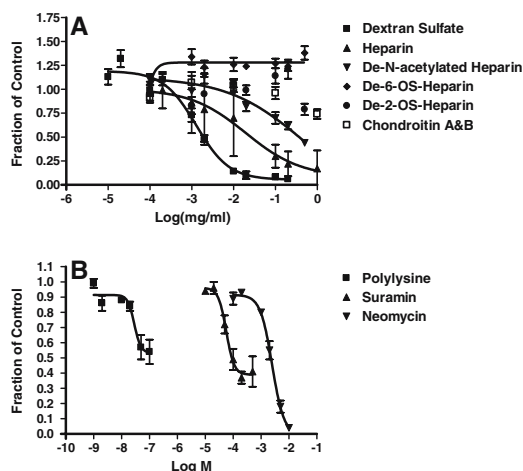 A
Fraction of Control
1.75
1.50
1.25
1.00
0.75
0.50
0.25
0.00
-6 -5 -4 -3 -2 -1 0 1
Log(mg/ml)
Dextran Sulfate
Heparin
De-N-acetylated Heparin
De-6-OS-Heparin
De-2-OS-Heparin
Chondroitin A&B
B
Fraction of Control
1.1
1.0
0.9
0.8
0.7
0.6
0.5
0.4
0.3
0.2
0.1
0.0
-10 -9 -8 -7 -6 -5 -4 -3 -2 -1
Log M
Polylysine
Suramin
Neomycin